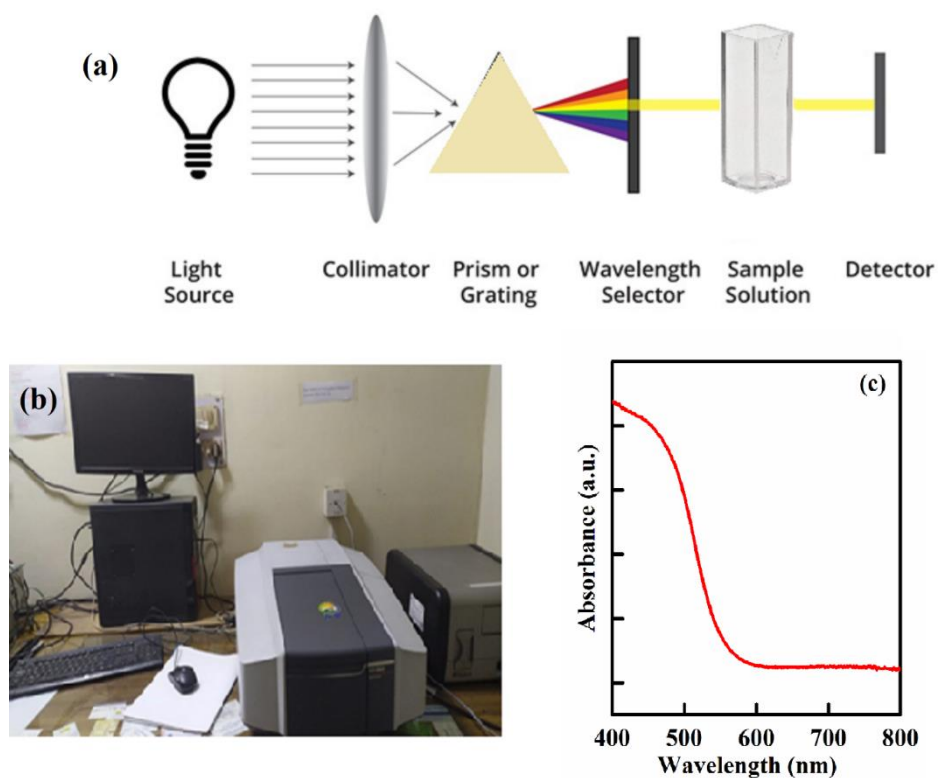 (a)
Light
Source
Collimator
Prism or
Grating
Wavelength
Selector
Sample
Solution
Detector
(b)
(c)
Absorbance (a.u.)
400 500 600 700 800
Wavelength (nm)